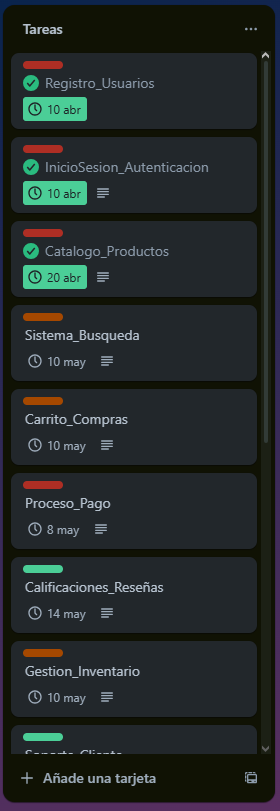 Tareas
Registro_Usuarios
10 abr
InicioSesion_Autenticacion
10 abr
Catalogo_Productos
20 abr
Sistema_Busqueda
10 may
Carrito_Compras
10 may
Proceso_Pago
8 may
Calificaciones_Reseñas
14 may
Gestion_Inventario
10 may
Soporte_Cliente
Añade una tarjeta